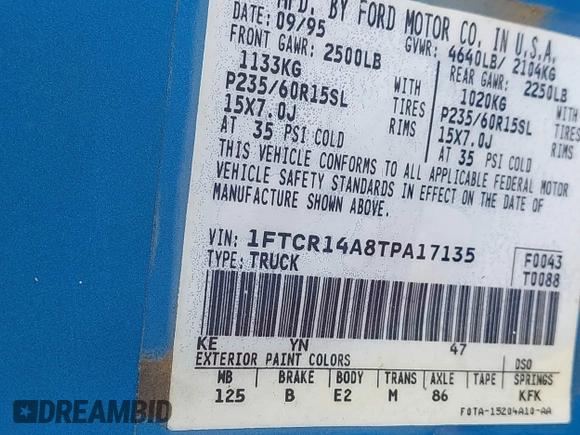 MFD. BY FORD MOTOR CO. IN U.S.A.
DATE: 09/95 GVWR: 4640LB/ 2104KG
FRONT GAWR: 2500LB REAR GAWR: 2250LB
1133KG WITH 1020KG WITH
P235/60R15SL TIRES P235/60R15SL TIRES
15X7.0J RIMS 15X7.0J RIMS
AT 35 PSI COLD AT 35 PSI COLD
THIS VEHICLE CONFORMS TO ALL APPLICABLE FEDERAL MOTOR
VEHICLE SAFETY STANDARDS IN EFFECT ON THE DATE OF
MANUFACTURE SHOWN ABOVE.
VIN: 1FTCR14A8TPA17135 F0043
TYPE: TRUCK T0088
KE YN 47
EXTERIOR PAINT COLORS DSO
WB BRAKE BODY TRANS AXLE TAPE SPRINGS
125 B E2 M 86 KFK
F0TA-15204A10-AA
DREAMBID